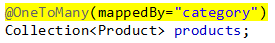 @OneToMany(mappedBy="category")
Collection<Product> products;